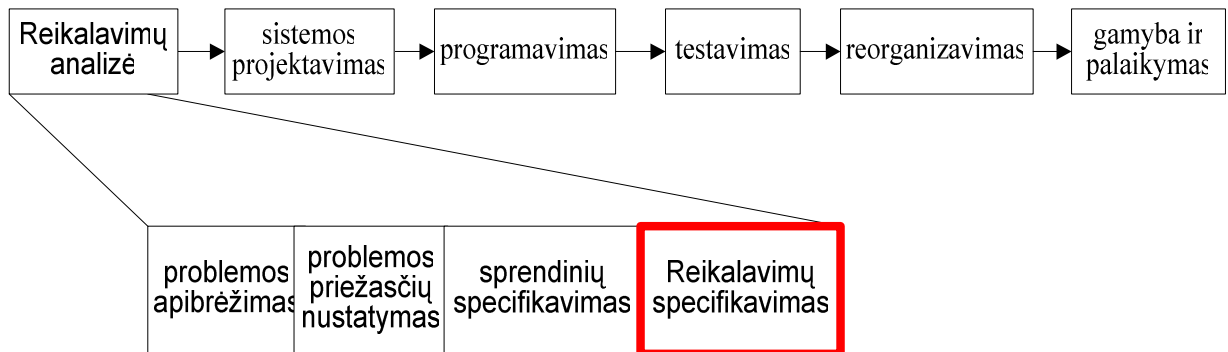 Reikalavimų
analizė
sistemos
projektavimas
programavimas
testavimas
reorganizavimas
gamyba ir
palaikymas
problemos
apibrėžimas
problemos
priežasčių
nustatymas
sprendinių
specifikavimas
Reikalavimų
specifikavimas